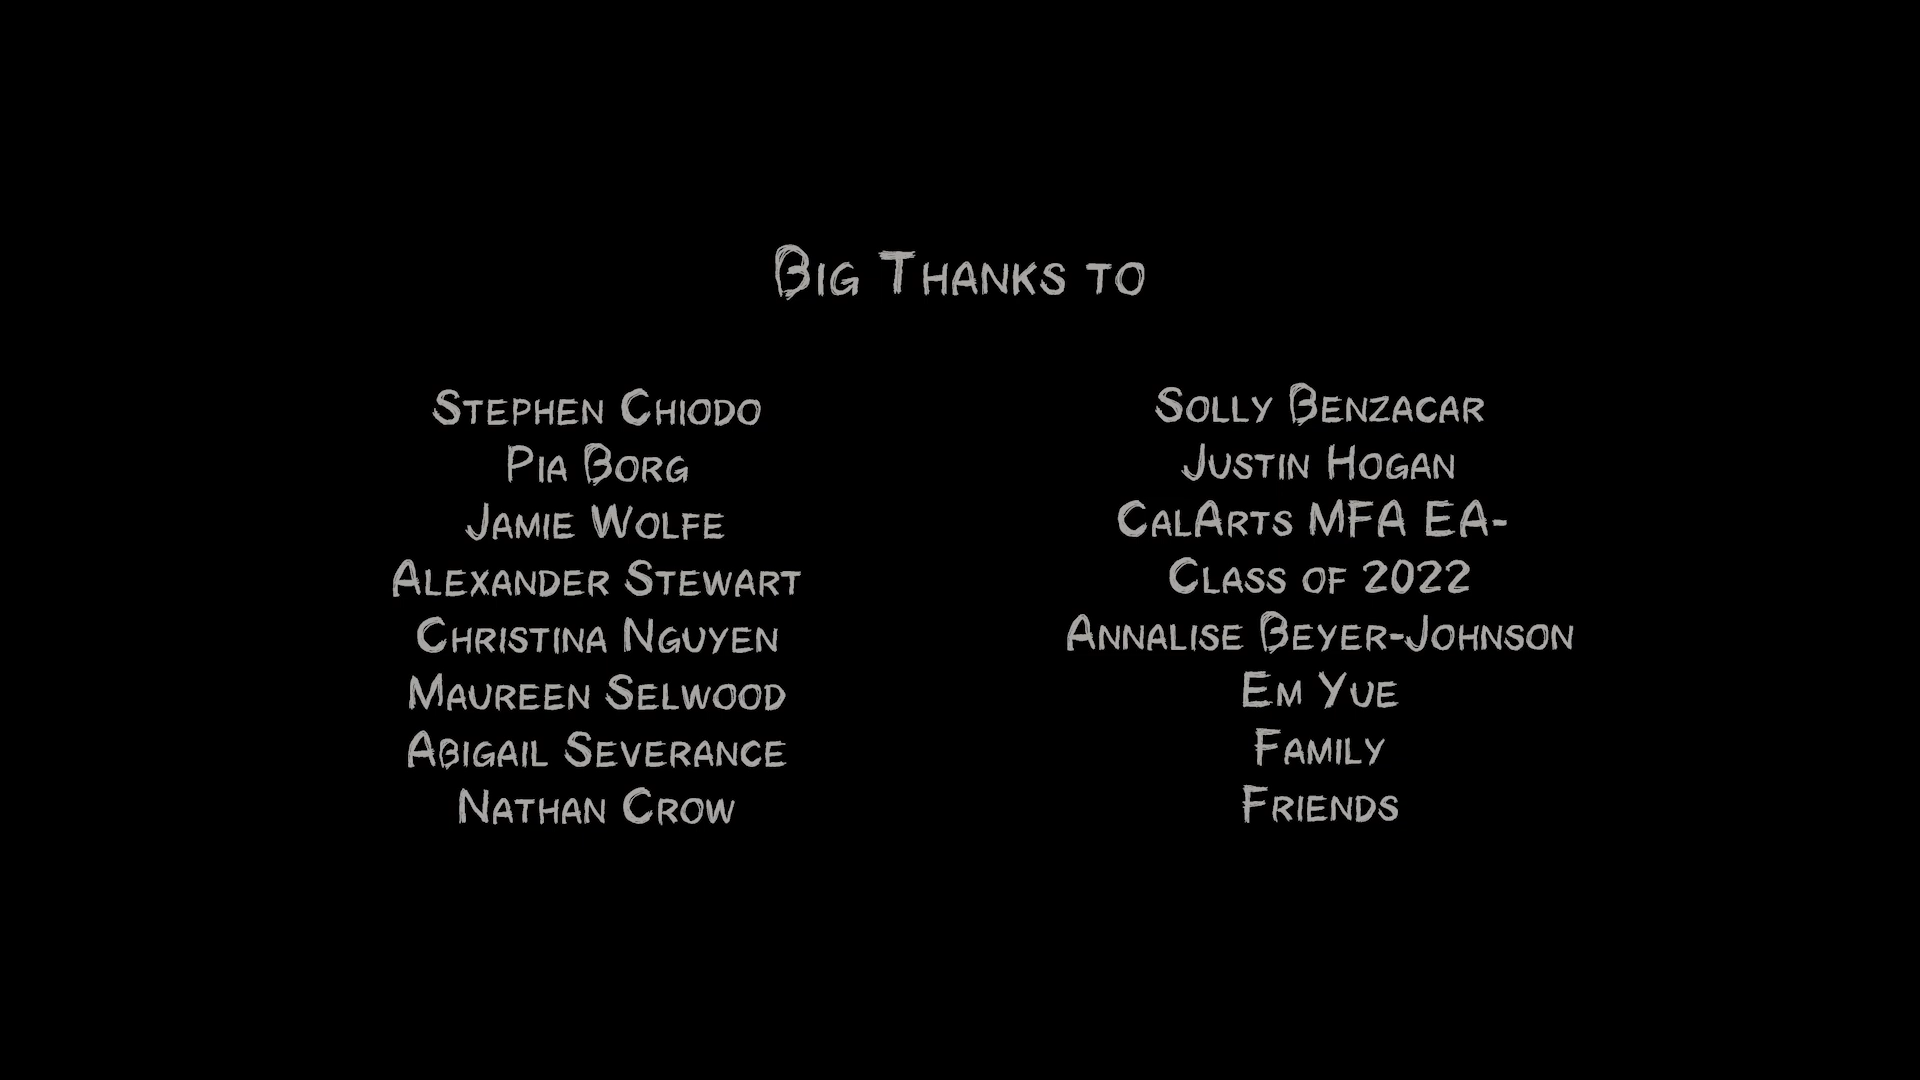 Big Thanks to
Stephen Chiodo
Pia Borg
Jamie Wolfe
Alexander Stewart
Christina Nguyen
Maureen Selwood
Abigail Severance
Nathan Crow
Solly Benzacar
Justin Hogan
CalArts MFA EA-
Class of 2022
Annalise Beyer-Johnson
Em Yue
Family
Friends